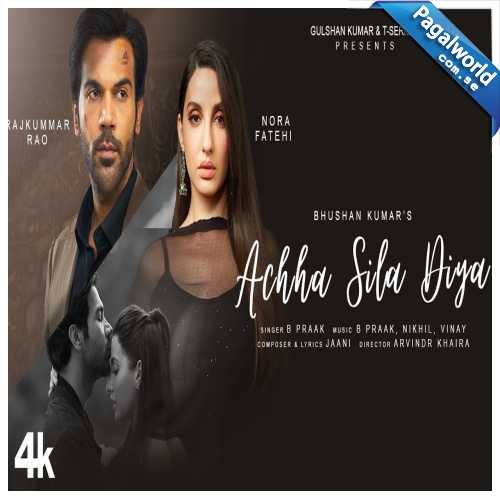 GULSHAN KUMAR & T-SER
PRESENTS
Pagalworld
com.se
RAJKUMMAR
RAO
NORA
FATEHI
BHUSHAN KUMAR'S
Achha Sila Diya
SINGER B PRAAK MUSIC B PRAAK, NIKHIL, VINAY
COMPOSER & LYRICS JAANI DIRECTOR ARVINDR KHAIRA
4k